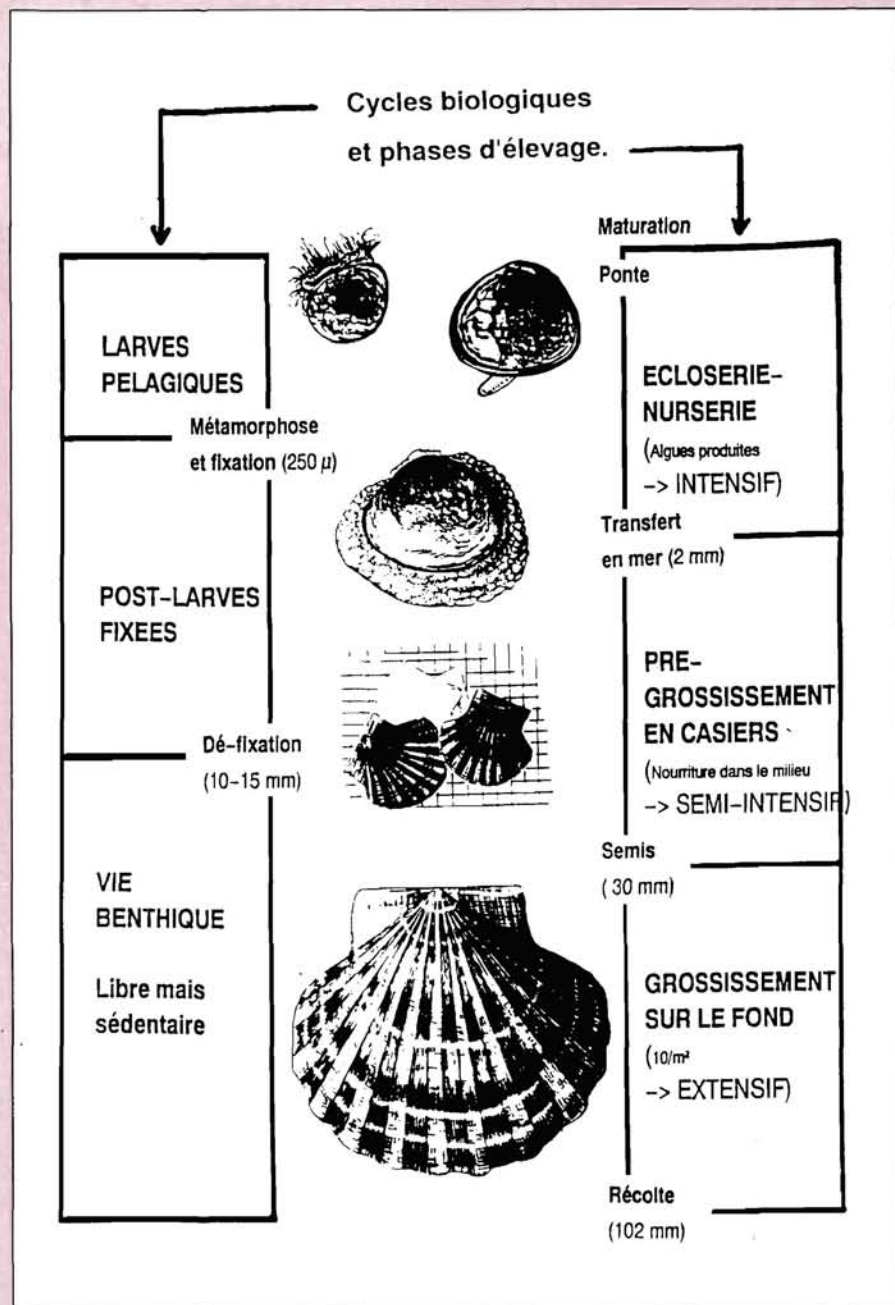 Cycles biologiques
et phases d'élevage.
LARVES
PELAGIQUES
Métamorphose
et fixation (250 µ)
POST-LARVES
FIXEES
Dé-fixation
(10-15 mm)
VIE
BENTHIQUE
Libre mais
sédentaire
Maturation
Ponte
ECLOSERIE-
NURSERIE
(Algues produites
-> INTENSIF)
Transfert
en mer (2 mm)
PRE-
GROSSISSEMENT
EN CASIERS
(Nourriture dans le milieu
-> SEMI-INTENSIF)
Semis
( 30 mm)
GROSSISSEMENT
SUR LE FOND
(10/m²
-> EXTENSIF)
Récolte
(102 mm)